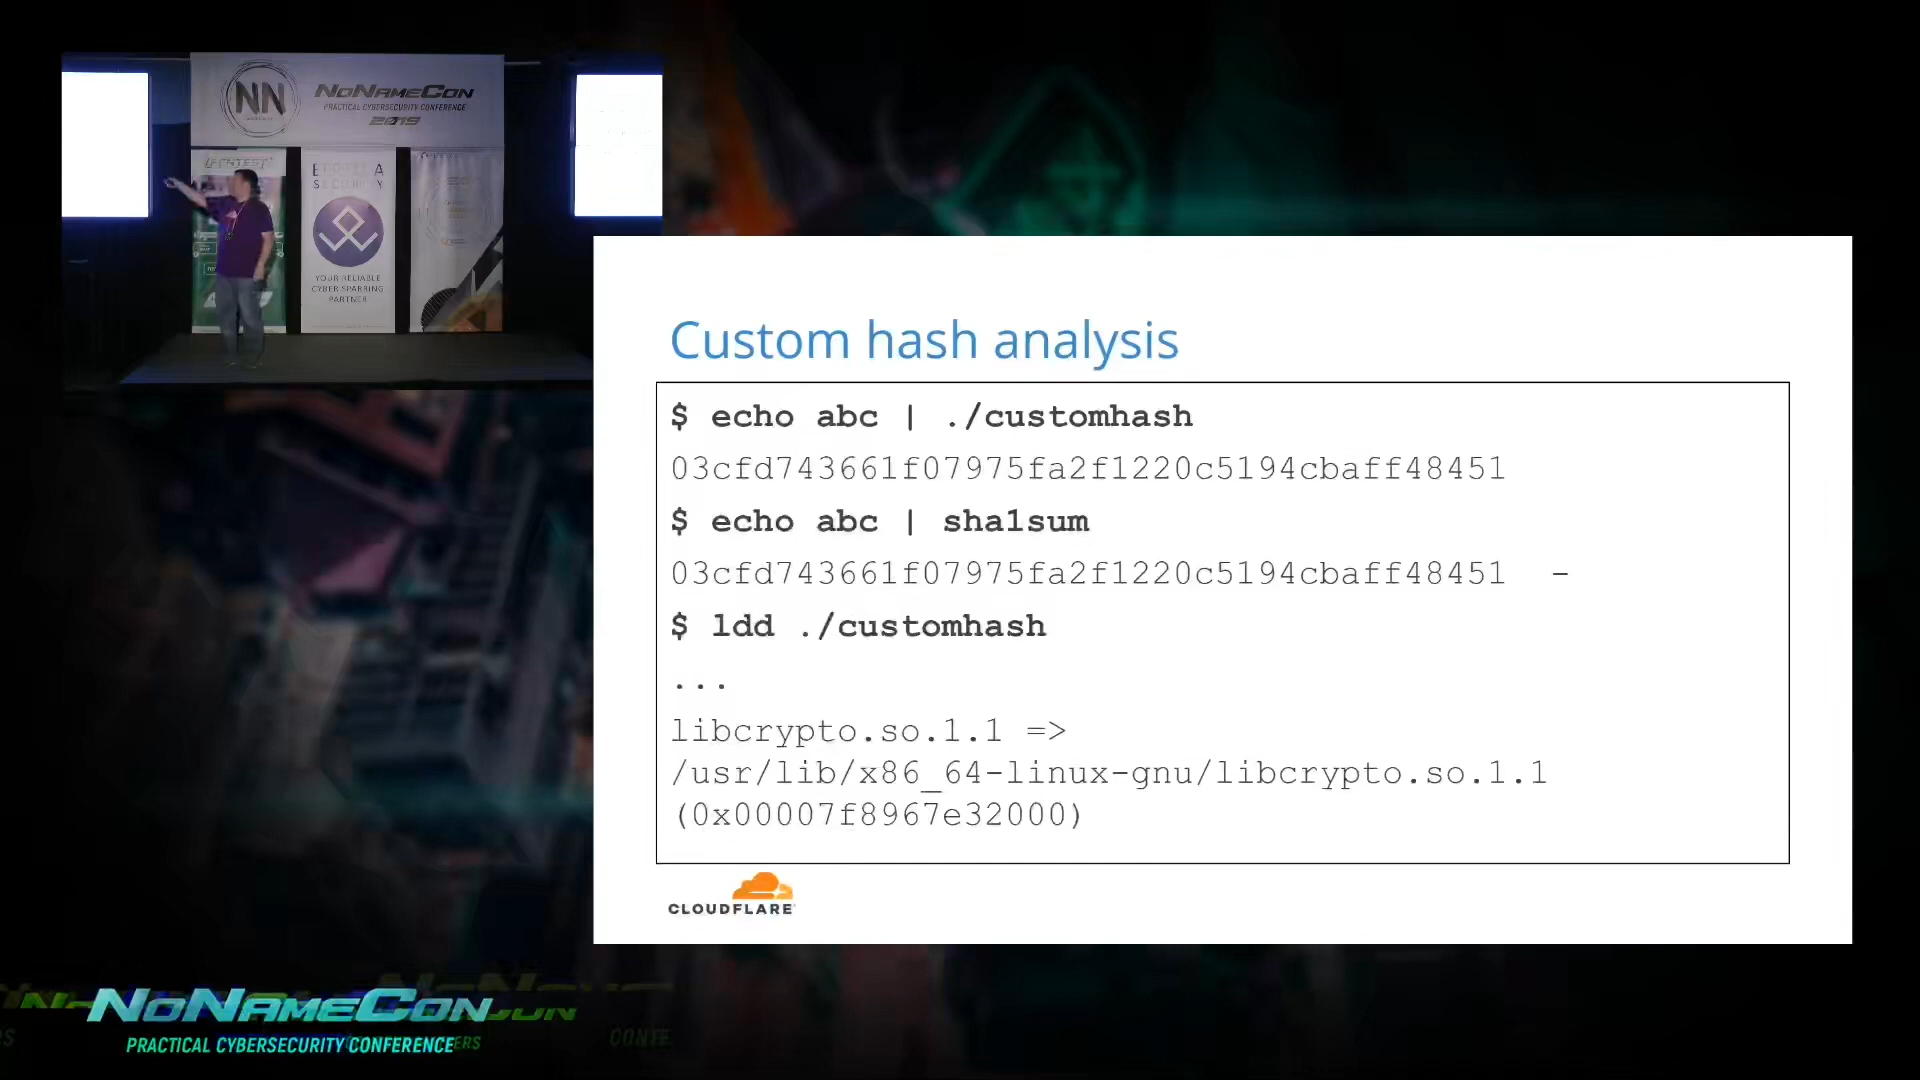 NN
NoNameCon
PRACTICAL CYBERSECURITY CONFERENCE
2019
SECURITY
YOUR RELIABLE
CYBER SPARRING
PARTNER
Custom hash analysis
$ echo abc | ./customhash
03cfd743661f07975fa2f1220c5194cbaff48451
$ echo abc | sha1sum
03cfd743661f07975fa2f1220c5194cbaff48451 -
$ ldd ./customhash
...
libcrypto.so.1.1 =>
/usr/lib/x86_64-linux-gnu/libcrypto.so.1.1
(0x00007f8967e32000)
CLOUDFLARE
NoNameCon
PRACTICAL CYBERSECURITY CONFERENCE